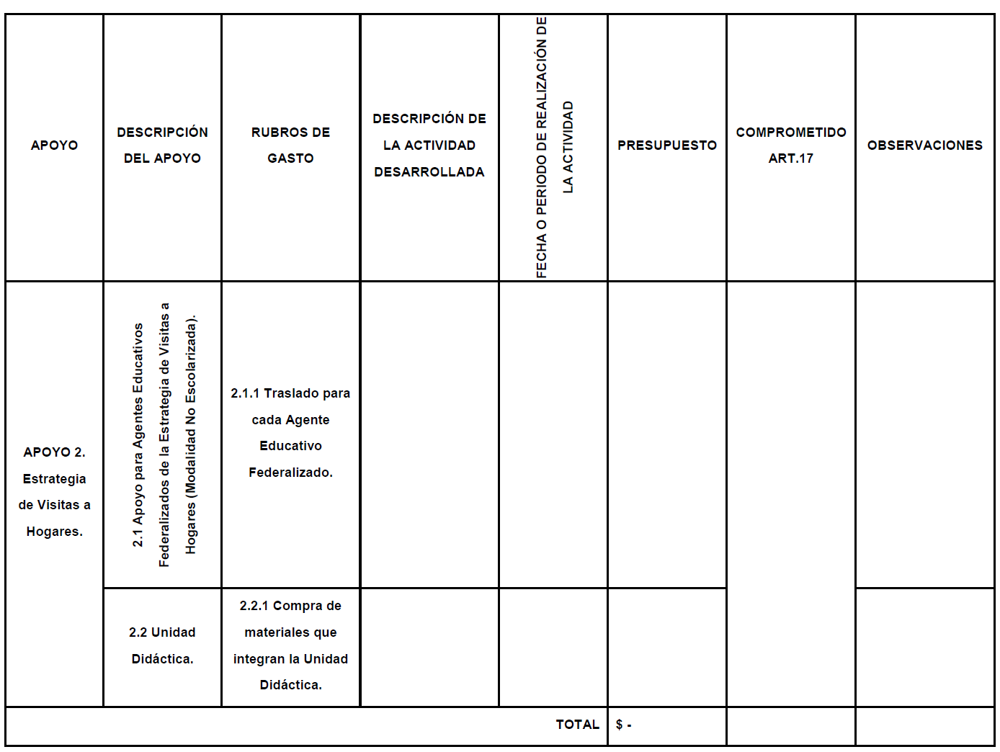 APOYO
DESCRIPCIÓN
DEL APOYO
RUBROS DE
GASTO
DESCRIPCIÓN DE
LA ACTIVIDAD
DESARROLLADA
FECHA O PERIODO DE REALIZACIÓN DE
LA ACTIVIDAD
PRESUPUESTO
COMPROMETIDO
ART.17
OBSERVACIONES
APOYO 2.
Estrategia
de Visitas a
Hogares.
2.1 Apoyo para Agentes Educativos
Federalizados de la Estrategia de Visitas a
Hogares (Modalidad No Escolarizada).
2.1.1 Traslado para
cada Agente
Educativo
Federalizado.
2.2 Unidad
Didáctica.
2.2.1 Compra de
materiales que
integran la Unidad
Didáctica.
TOTAL
$ -